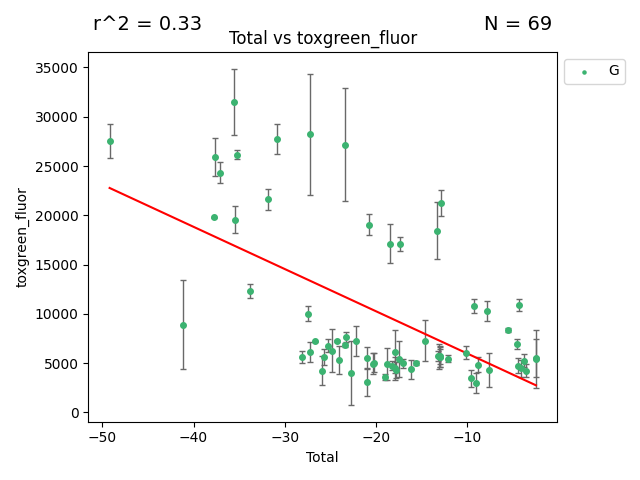 r^2 = 0.33
N = 69
Total vs toxgreen_fluor
G
35000
30000
25000
20000
15000
10000
5000
0
toxgreen_fluor
−50
−40
−30
−20
−10
Total